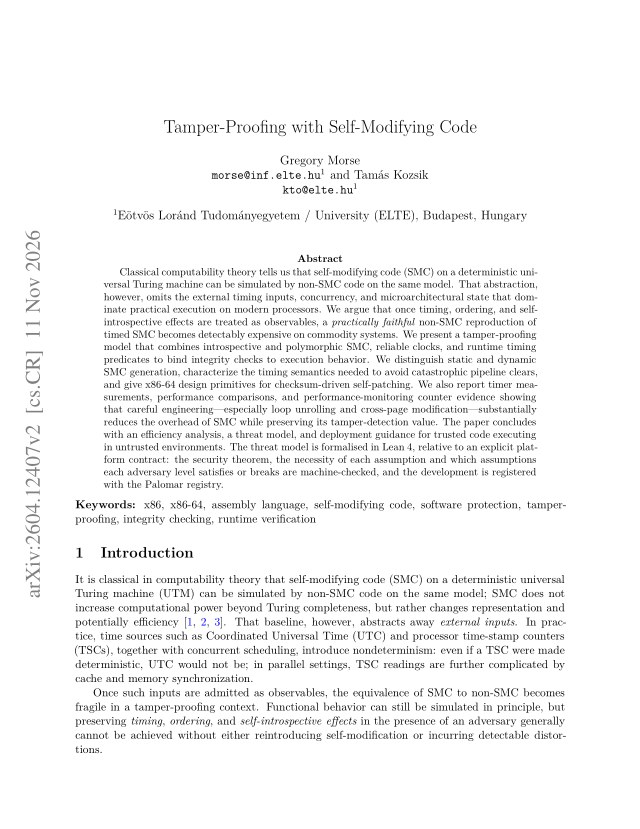 Tamper-Proofing with Self-Modifying Code
Gregory Morse
morse@inf.elte.hu¹ and Tamás Kozsik
kto@elte.hu¹
¹Eötvös Loránd Tudományegyetem / University (ELTE), Budapest, Hungary
Abstract
Classical computability theory tells us that self-modifying code (SMC) on a deterministic uni-
versal Turing machine can be simulated by non-SMC code on the same model. That abstraction,
however, omits the external timing inputs, concurrency, and microarchitectural state that dom-
inate practical execution on modern processors. We argue that once timing, ordering, and self-
introspective effects are treated as observables, a practically faithful non-SMC reproduction of
timed SMC becomes detectably expensive on commodity systems. We present a tamper-proofing
model that combines introspective and polymorphic SMC, reliable clocks, and runtime timing
predicates to bind integrity checks to execution behavior. We distinguish static and dynamic
SMC generation, characterize the timing semantics needed to avoid catastrophic pipeline clears,
and give x86-64 design primitives for checksum-driven self-patching. We also report timer mea-
surements, performance comparisons, and performance-monitoring counter evidence showing
that careful engineering—especially loop unrolling and cross-page modification—substantially
reduces the overhead of SMC while preserving its tamper-detection value. The paper concludes
with an efficiency analysis, a threat model, and deployment guidance for trusted code executing
in untrusted environments. The threat model is formalised in Lean 4, relative to an explicit plat-
form contract: the security theorem, the necessity of each assumption and which assumptions
each adversary level satisfies or breaks are machine-checked, and the development is registered
with the Palomar registry.
Keywords: x86, x86-64, assembly language, self-modifying code, software protection, tamper-
proofing, integrity checking, runtime verification
1 Introduction
It is classical in computability theory that self-modifying code (SMC) on a deterministic universal
Turing machine (UTM) can be simulated by non-SMC code on the same model; SMC does not
increase computational power beyond Turing completeness, but rather changes representation and
potentially efficiency [1, 2, 3]. That baseline, however, abstracts away external inputs. In prac-
tice, time sources such as Coordinated Universal Time (UTC) and processor time-stamp counters
(TSCs), together with concurrent scheduling, introduce nondeterminism: even if a TSC were made
deterministic, UTC would not be; in parallel settings, TSC readings are further complicated by
cache and memory synchronization.
Once such inputs are admitted as observables, the equivalence of SMC to non-SMC becomes
fragile in a tamper-proofing context. Functional behavior can still be simulated in principle, but
preserving timing, ordering, and self-introspective effects in the presence of an adversary generally
cannot be achieved without either reintroducing self-modification or incurring detectable distor-
tions.
arXiv:2604.12407v2 [cs.CR] 11 Nov 2026